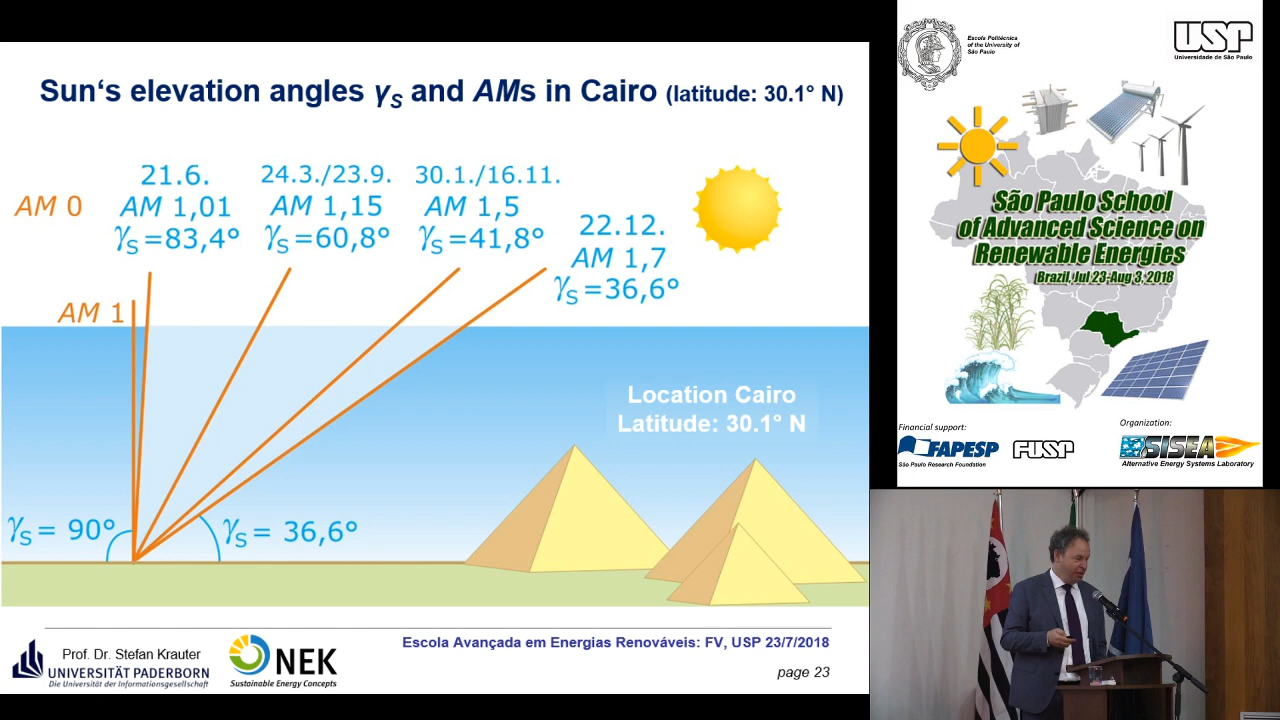 Sun‘s elevation angles γS and AMs in Cairo (latitude: 30.1° N)
AM 0
21.6.
AM 1,01
γS =83,4°
24.3./23.9.
AM 1,15
γS =60,8°
30.1./16.11.
AM 1,5
γS =41,8°
22.12.
AM 1,7
γS =36,6°
AM 1
Location Cairo
Latitude: 30.1° N
γS = 90°
γS = 36,6°
Prof. Dr. Stefan Krauter
UNIVERSITÄT PADERBORN
Die Universität der Informationsgesellschaft
NEK
Sustainable Energy Concepts
Escola Avançada em Energias Renováveis: FV, USP 23/7/2018
page 23
Escola Politécnica
of the University of
São Paulo
USP
Universidade de São Paulo
São Paulo School
of Advanced Science on
Renewable Energies
(Brazil, Jul 23-Aug 3, 2018
Financial support:
FAPESP
São Paulo Research Foundation
FUSP
Organization:
SISEA
Alternative Energy Systems Laboratory